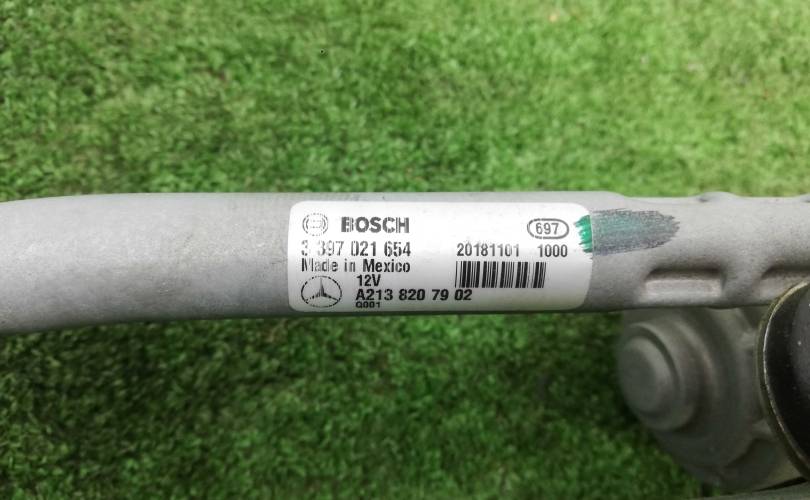 BOSCH
697
3 397 021 654
20181101 1000
Made in Mexico
12V
A213 820 79 02
Q001